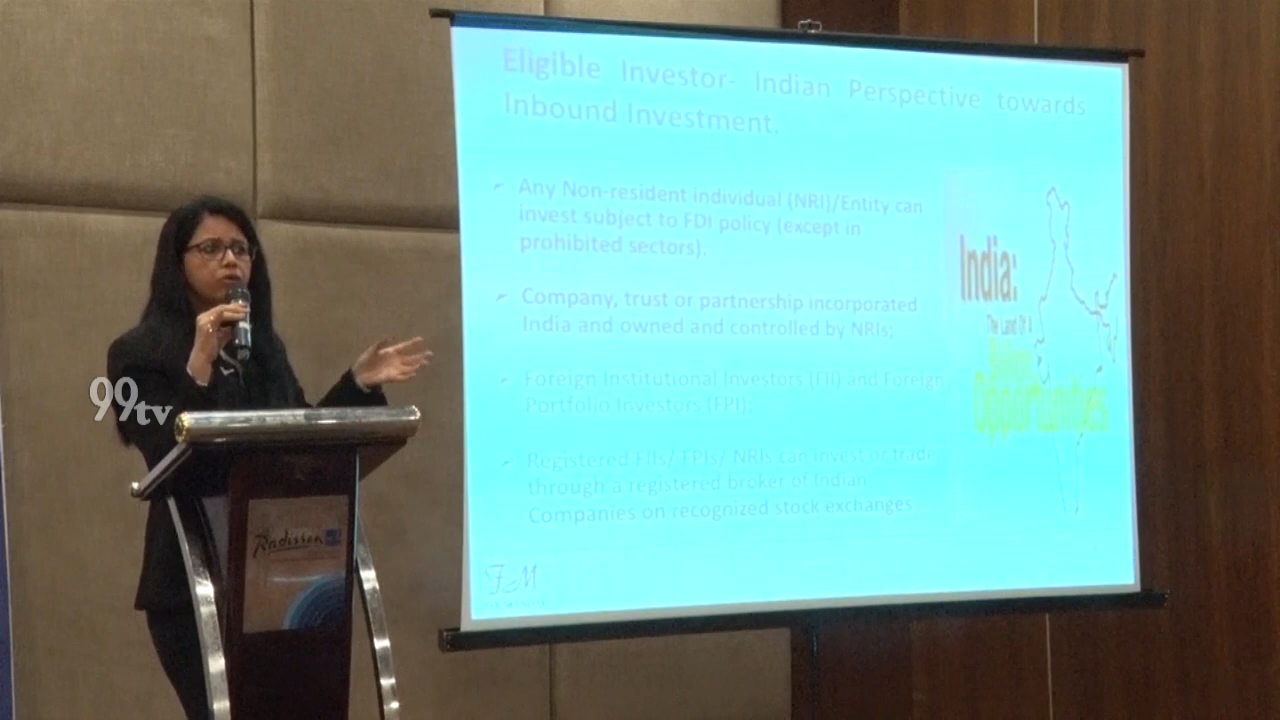 Eligible Investor- Indian Perspective towards
Inbound Investment.
Any Non-resident individual (NRI)/Entity can
invest subject to FDI policy (except in
prohibited sectors).
Company, trust or partnership incorporated
India and owned and controlled by NRIs;
Foreign Institutional Investors (FII) and Foreign
Portfolio Investors (FPI);
Registered FIIs/ FPIs/ NRIs can invest or trade
through a registered broker of Indian
Companies on recognized stock exchanges
India:
The Land Of A
Opportunities
FM
99tv
Radisson